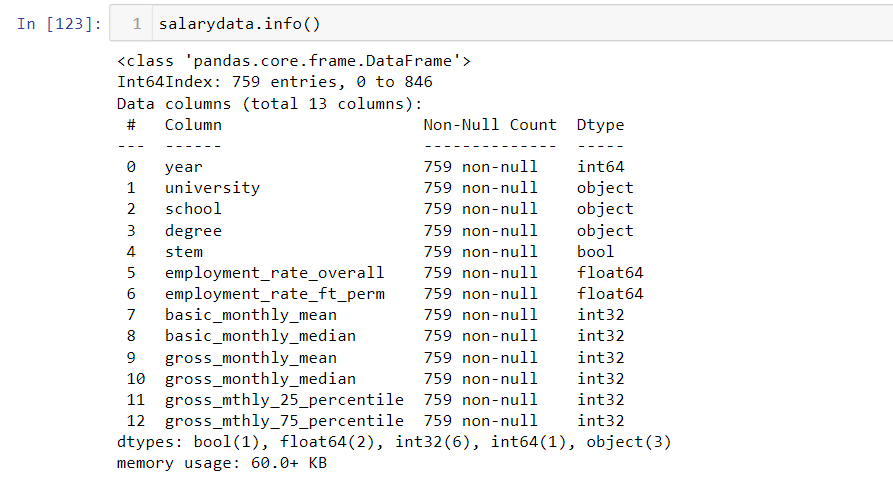 In [123]: 1 salarydata.info()
<class 'pandas.core.frame.DataFrame'>
Int64Index: 759 entries, 0 to 846
Data columns (total 13 columns):
 #   Column                     Non-Null Count  Dtype
---  ------                     --------------  -----
 0   year                       759 non-null    int64
 1   university                 759 non-null    object
 2   school                     759 non-null    object
 3   degree                     759 non-null    object
 4   stem                       759 non-null    bool
 5   employment_rate_overall    759 non-null    float64
 6   employment_rate_ft_perm    759 non-null    float64
 7   basic_monthly_mean         759 non-null    int32
 8   basic_monthly_median       759 non-null    int32
 9   gross_monthly_mean         759 non-null    int32
 10  gross_monthly_median       759 non-null    int32
 11  gross_mthly_25_percentile  759 non-null    int32
 12  gross_mthly_75_percentile  759 non-null    int32
dtypes: bool(1), float64(2), int32(6), int64(1), object(3)
memory usage: 60.0+ KB